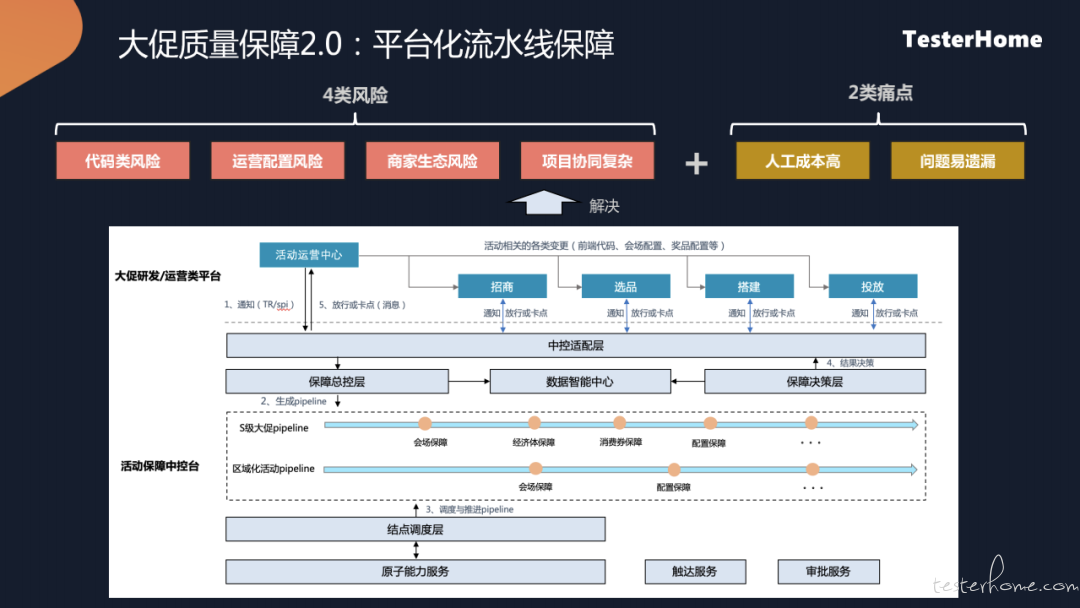 大促质量保障2.0：平台化流水线保障
TesterHome
4类风险
2类痛点
代码类风险
运营配置风险
商家生态风险
项目协同复杂
+
人工成本高
问题易遗漏
解决
大促研发/运营类平台
活动运营中心
活动相关的各类变更（前端代码、会场配置、奖品配置等）
招商
选品
搭建
投放
1、通知（TR/spi）
5、放行或卡点（消息）
通知 放行或卡点
通知 放行或卡点
通知 放行或卡点
通知 放行或卡点
中控适配层
4、结果决策
保障总控层
数据智能中心
保障决策层
2、生成pipeline
活动保障中控台
S级大促pipeline
会场保障
经济体保障
消费券保障
配置保障
···
区域化活动pipeline
会场保障
配置保障
···
3、调度与推进pipeline
结点调度层
原子能力服务
触达服务
审批服务
testerhome.com